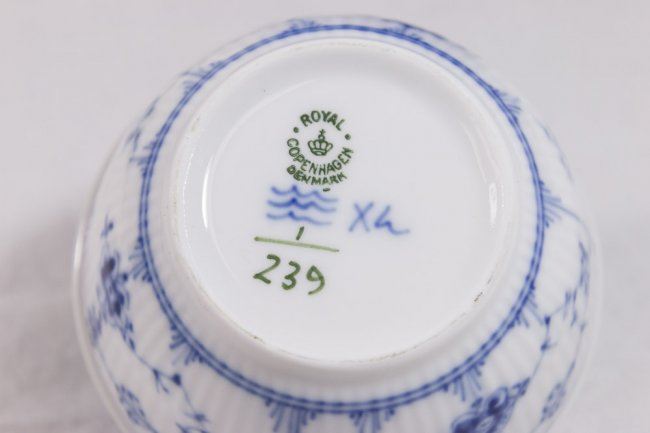 ROYAL
COPENHAGEN
DENMARK
1
239